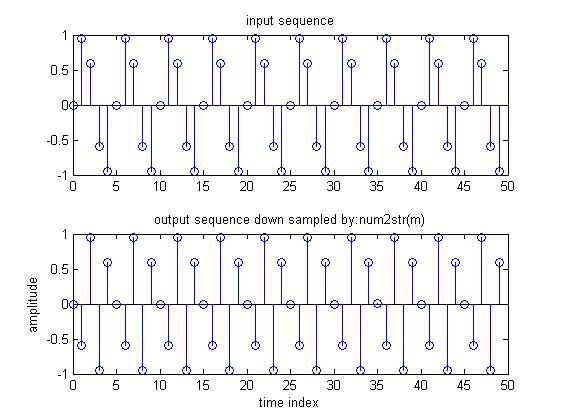 input sequence
1
0.5
0
-0.5
-1
0 5 10 15 20 25 30 35 40 45 50
output sequence down sampled by:num2str(m)
1
0.5
0
-0.5
-1
amplitude
0 5 10 15 20 25 30 35 40 45 50
time index